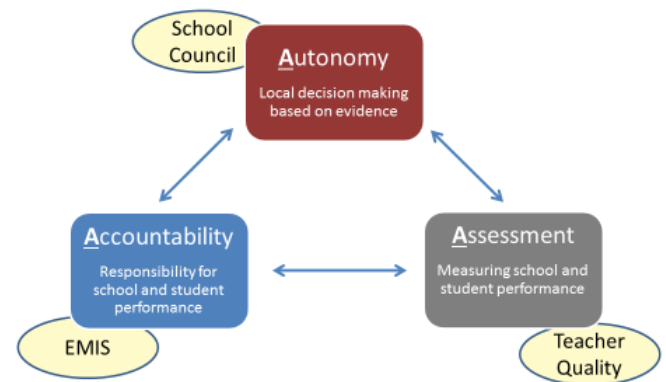 School
Council
Autonomy
Local decision making
based on evidence
Accountability
Responsibility for
school and student
performance
Assessment
Measuring school and
student performance
EMIS
Teacher
Quality